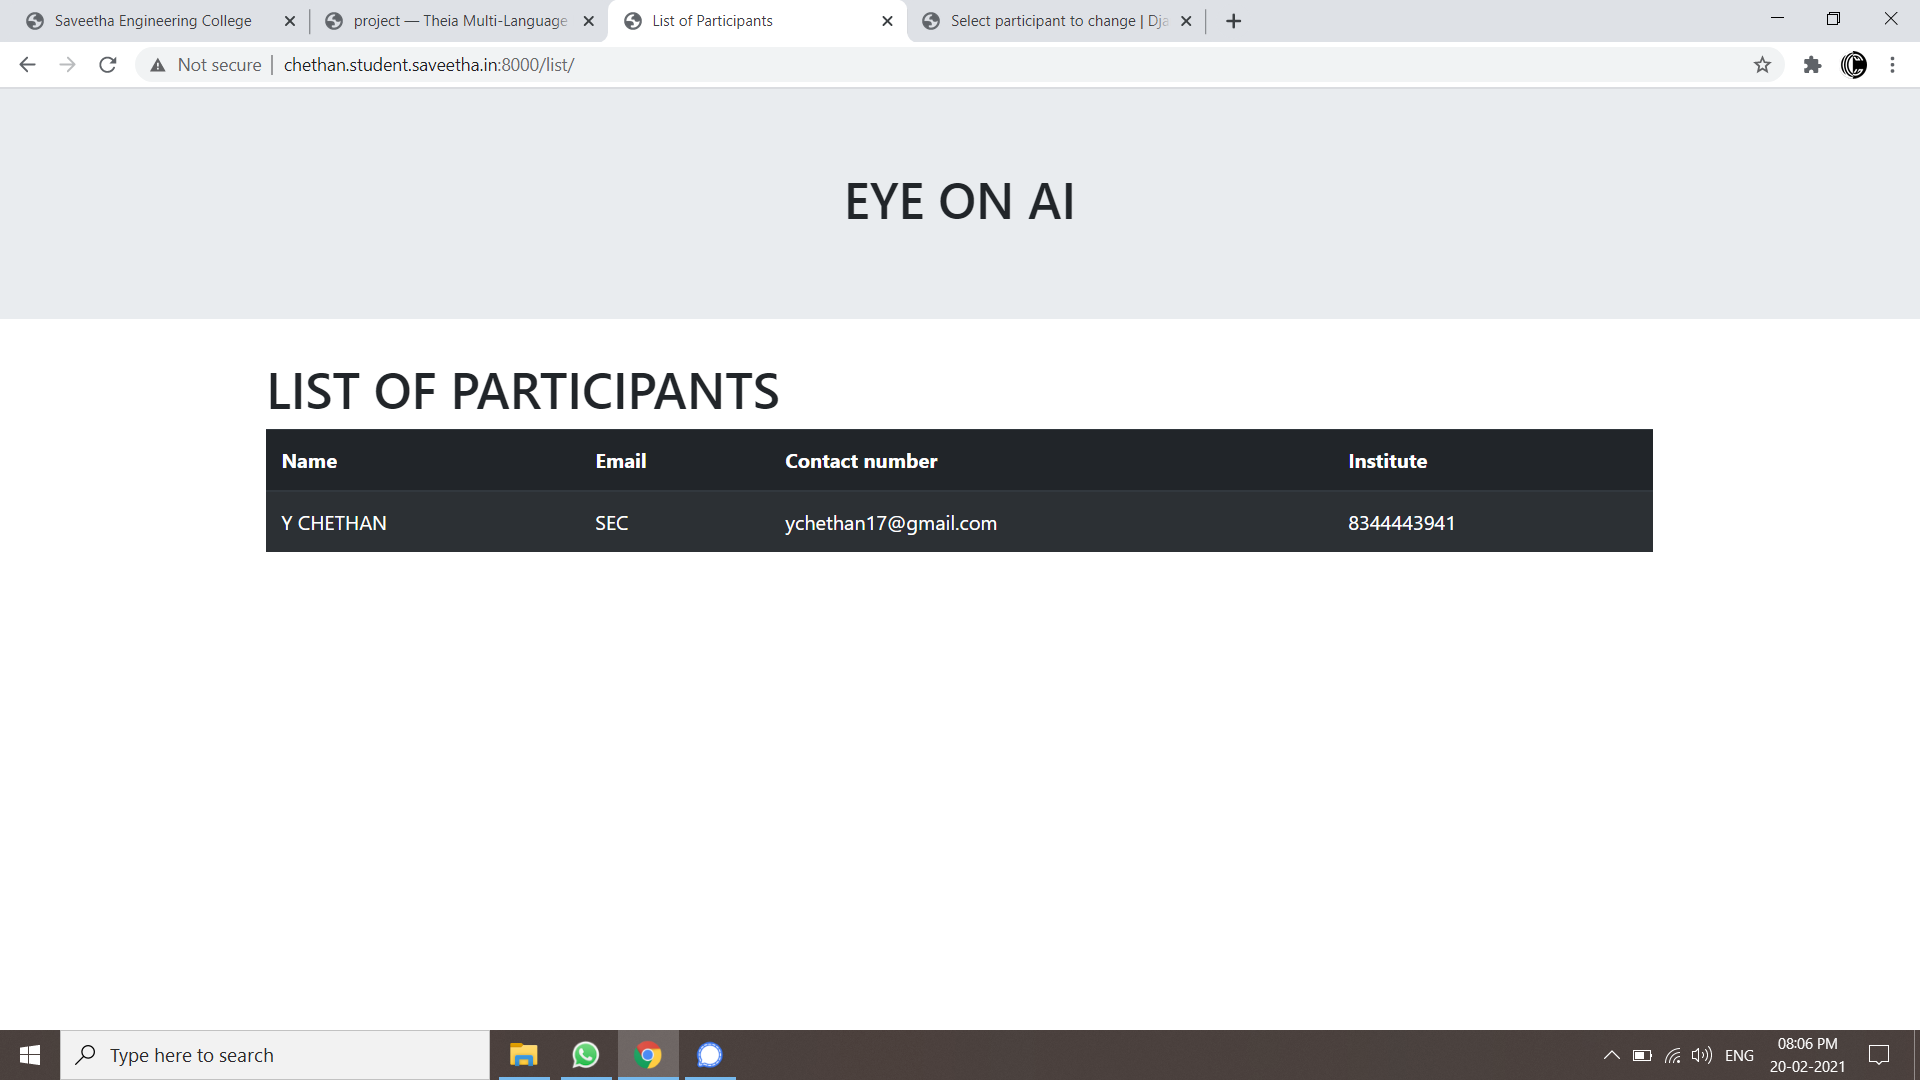 Saveetha Engineering College
project — Theia Multi-Language
List of Participants
Select participant to change | Dja
Not secure | chethan.student.saveetha.in:8000/list/
EYE ON AI
LIST OF PARTICIPANTS
Name Email Contact number Institute
Y CHETHAN SEC ychethan17@gmail.com 8344443941
Type here to search
ENG
08:06 PM
20-02-2021